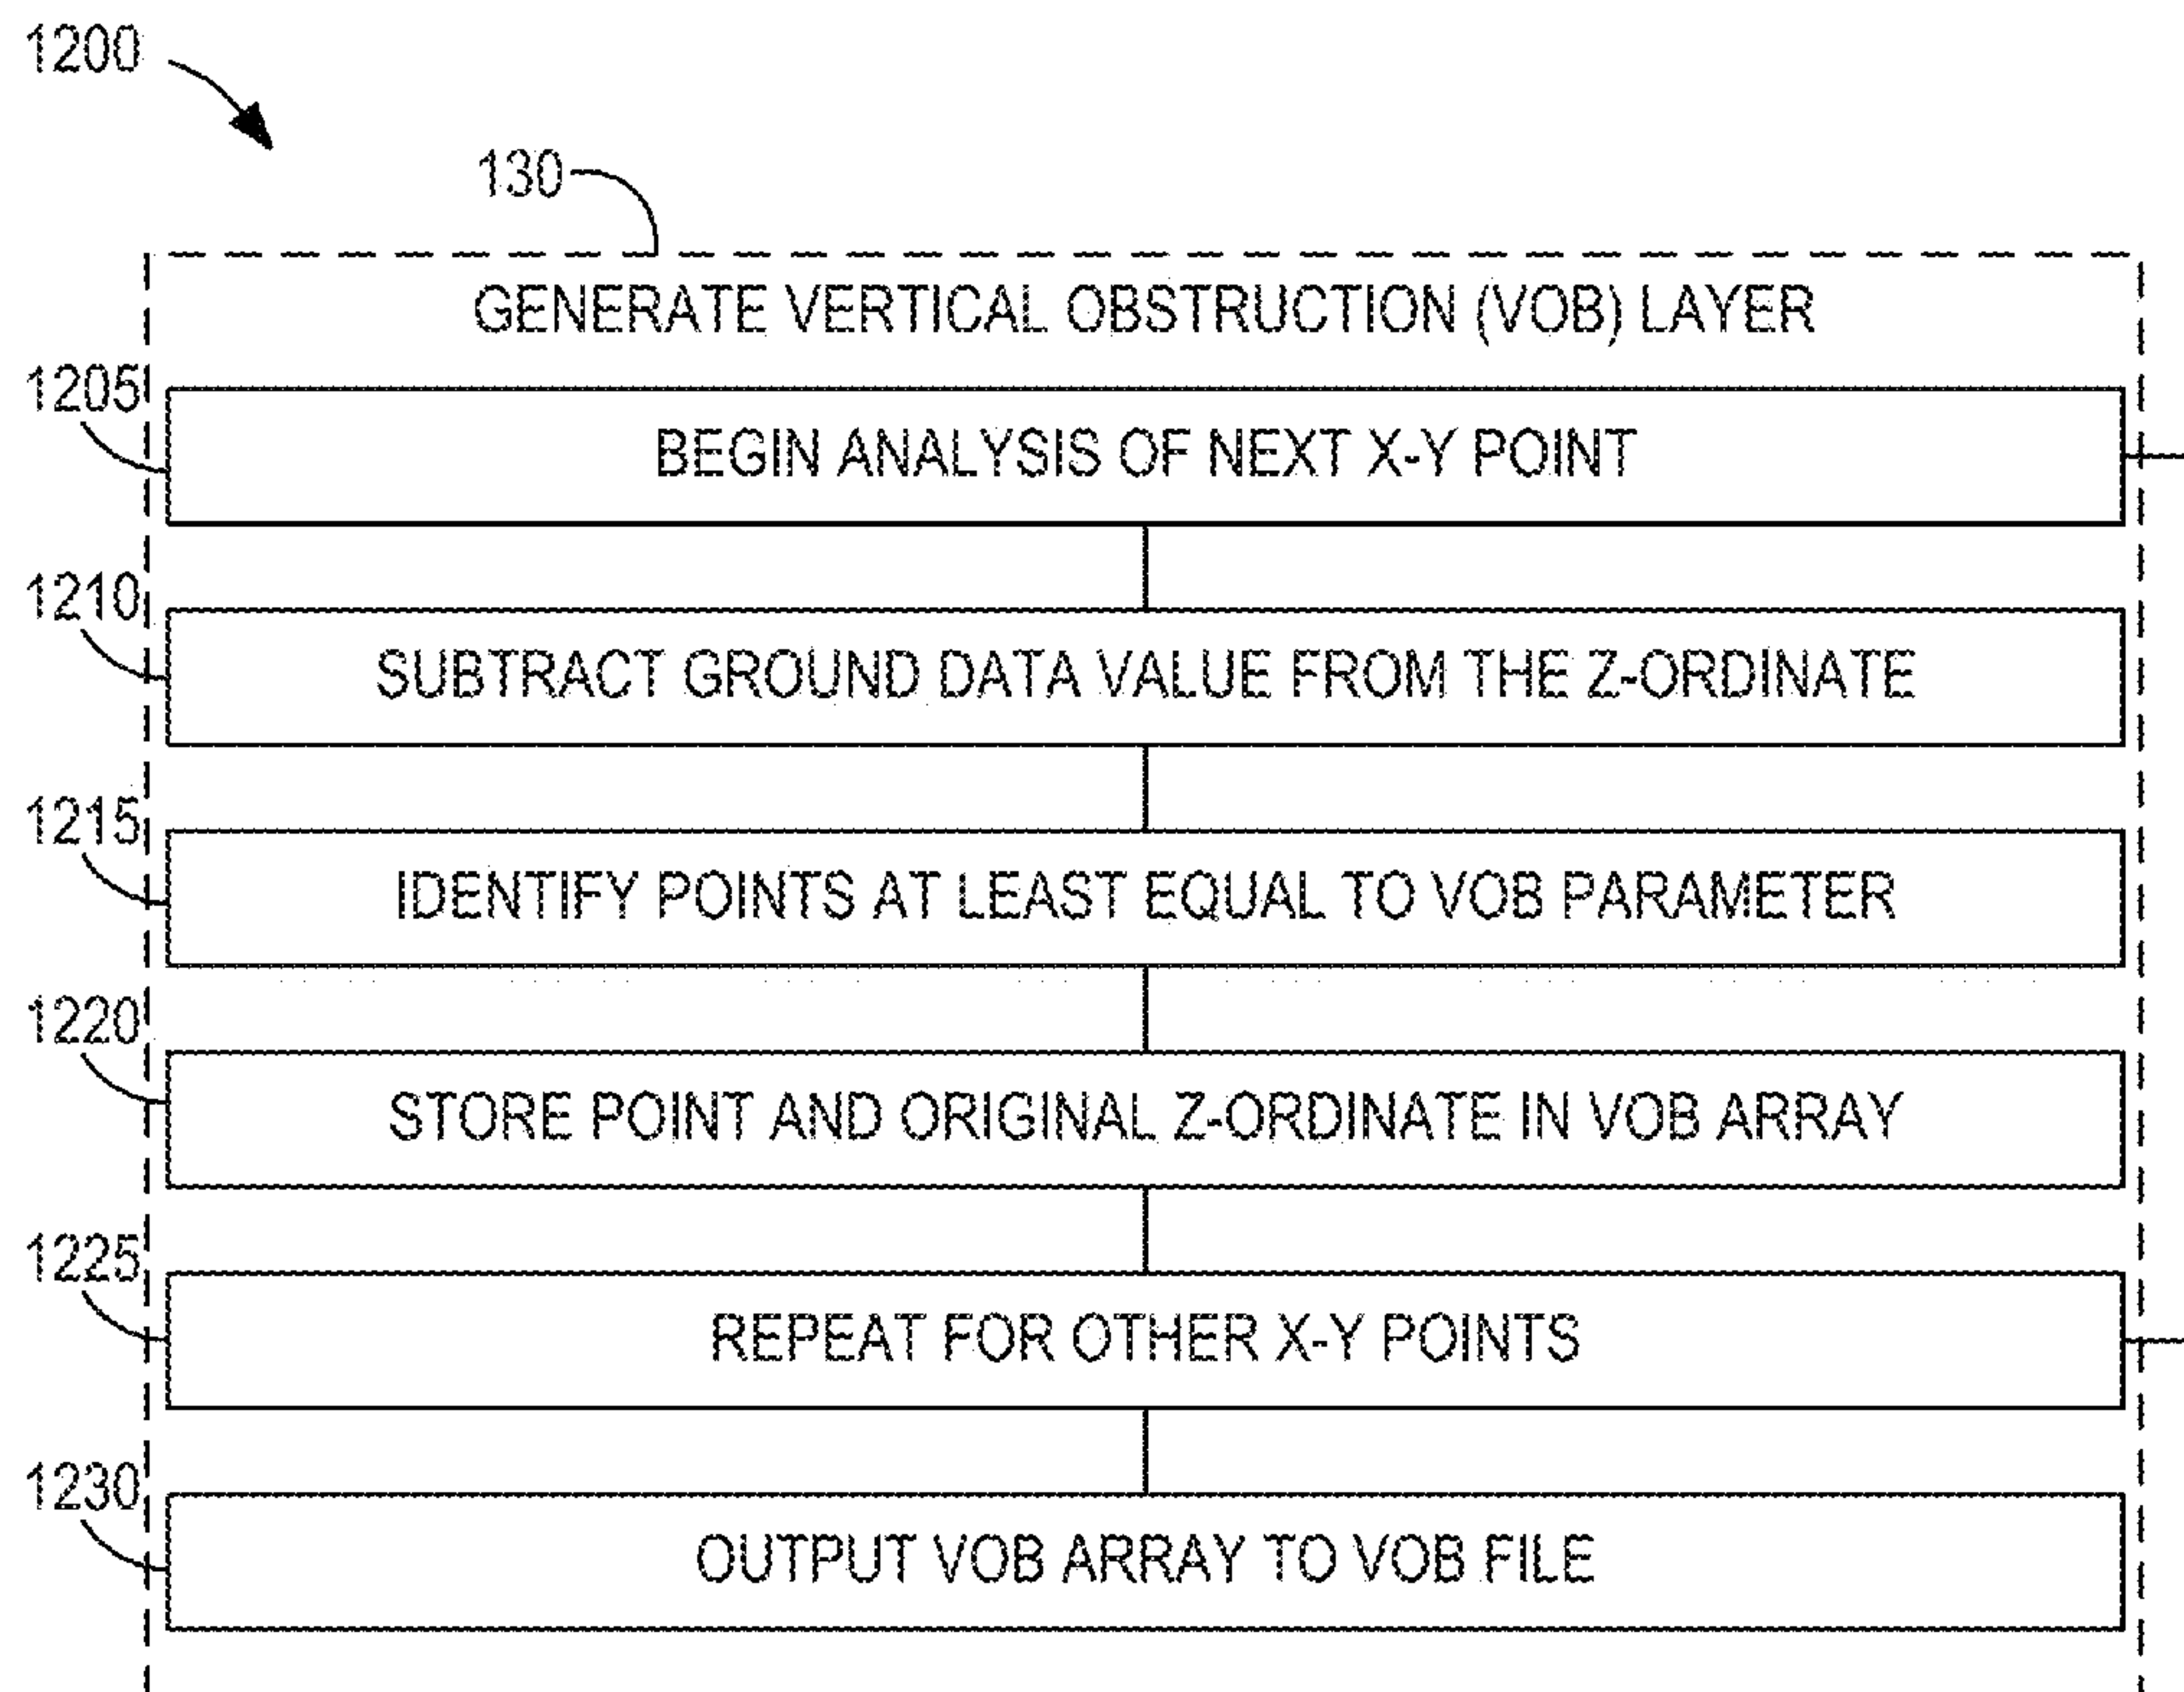 1200
130
GENERATE VERTICAL OBSTRUCTION (VOB) LAYER
1205
BEGIN ANALYSIS OF NEXT X-Y POINT
1210
SUBTRACT GROUND DATA VALUE FROM THE Z-ORDINATE
1215
IDENTIFY POINTS AT LEAST EQUAL TO VOB PARAMETER
1220
STORE POINT AND ORIGINAL Z-ORDINATE IN VOB ARRAY
1225
REPEAT FOR OTHER X-Y POINTS
1230
OUTPUT VOB ARRAY TO VOB FILE